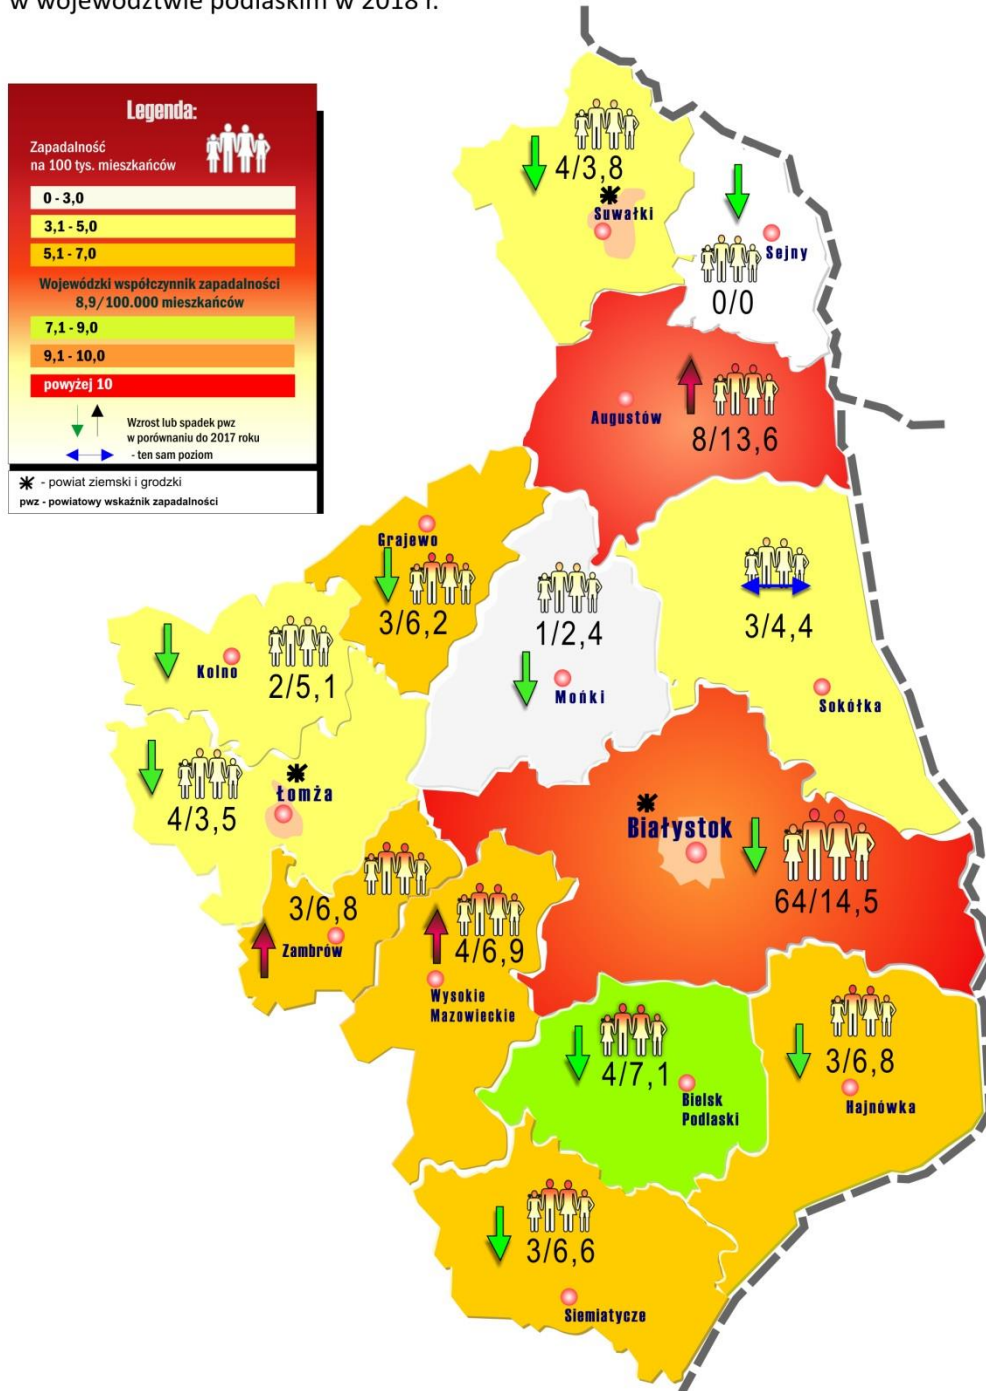 w województwie podlaskim w 2018 r.
Legenda:
Zapadalność
na 100 tys. mieszkańców
0 - 3,0
3,1 - 5,0
5,1 - 7,0
Wojewódzki współczynnik zapadalności
8,9/100.000 mieszkańców
7,1 - 9,0
9,1 - 10,0
powyżej 10
Wzrost lub spadek pwz
w porównaniu do 2017 roku
- ten sam poziom
- powiat ziemski i grodzki
pwz - powiatowy wskaźnik zapadalności
4/3,8
Suwałki
Sejny
0/0
Augustów
8/13,6
Grajewo
3/6,2
1/2,4
Mońki
3/4,4
Sokółka
Kolno
2/5,1
4/3,5
Łomża
Białystok
64/14,5
3/6,8
Zambrów
4/6,9
Wysokie
Mazowieckie
4/7,1
Bielsk
Podlaski
3/6,8
Hajnówka
3/6,6
Siemiatycze